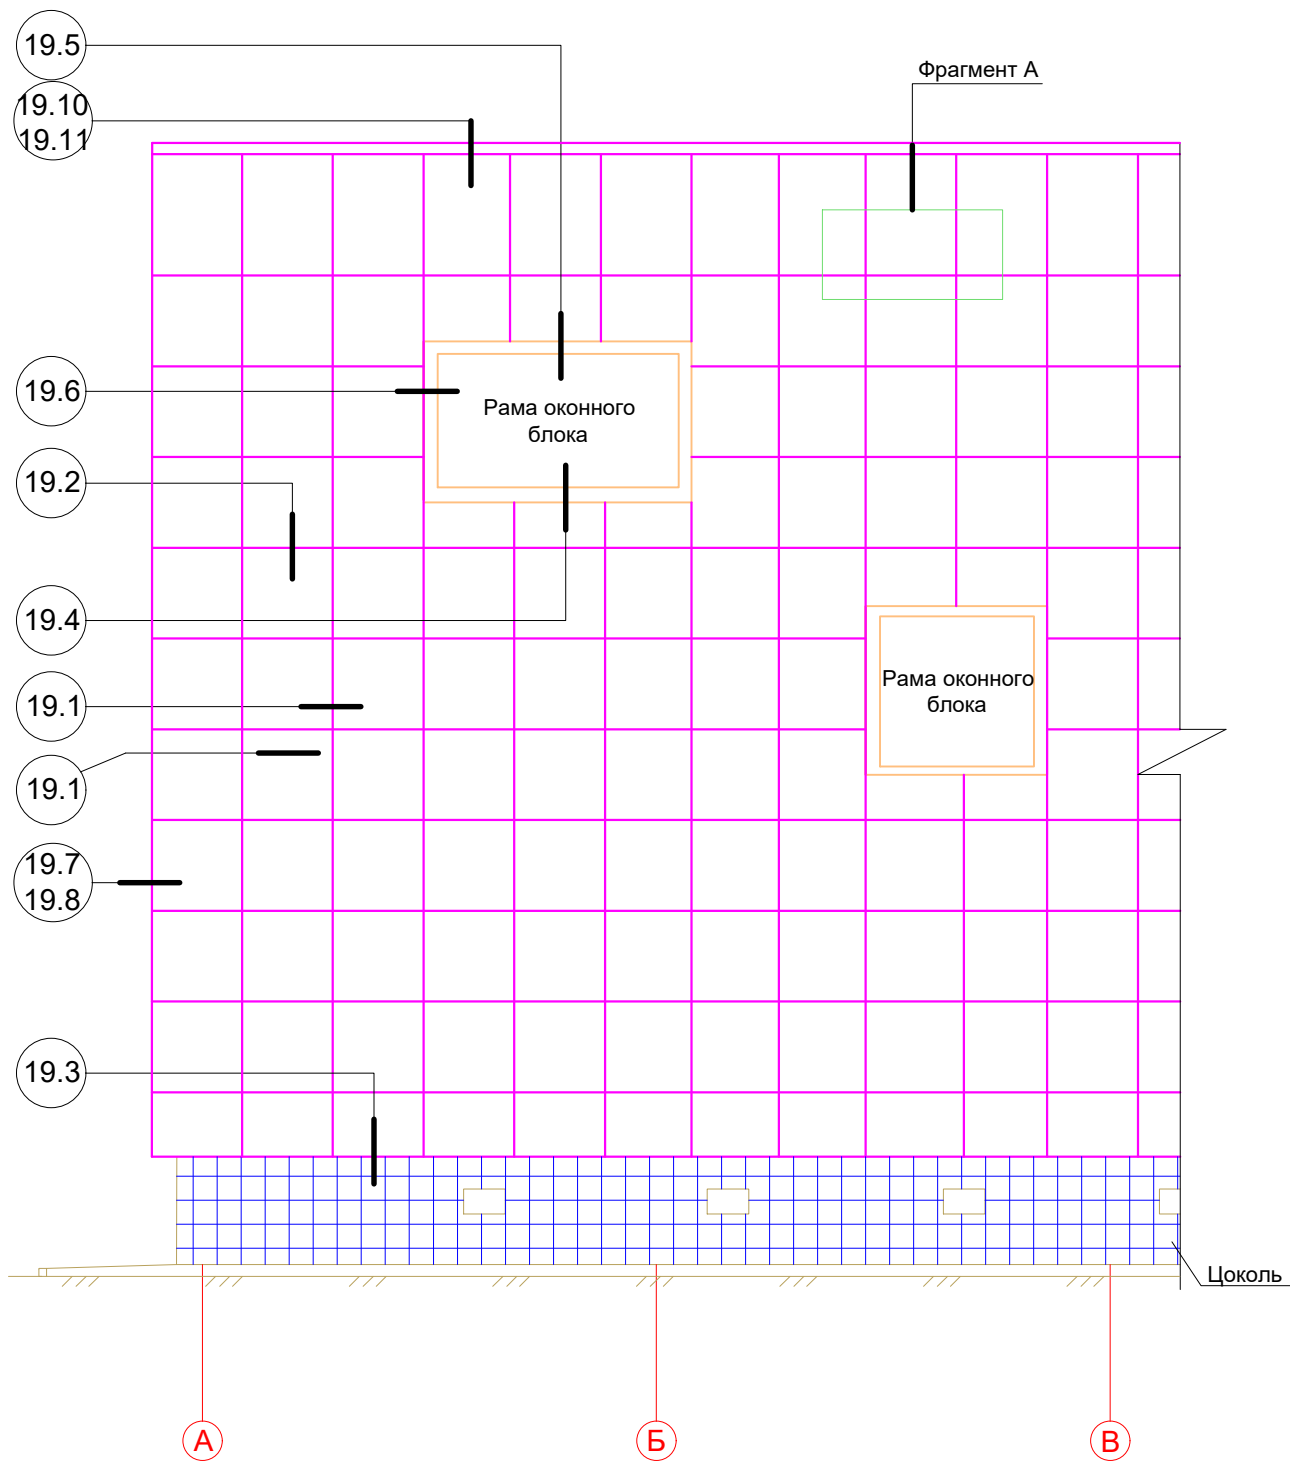 19.5
19.10
19.11
Фрагмент А
19.6
Рама оконного
блока
19.2
19.4
Рама оконного
блока
19.1
19.1
19.7
19.8
19.3
Цоколь
А
Б
В